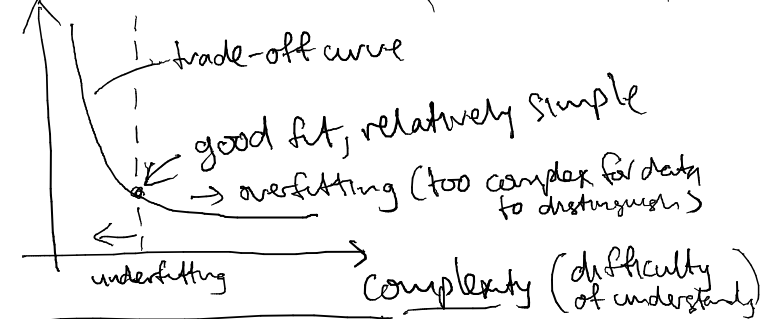 trade-off curve
good fit, relatively simple
→ overfitting (too complex for data
to distinguish)
←
underfitting
complexity (difficulty
of understanding)